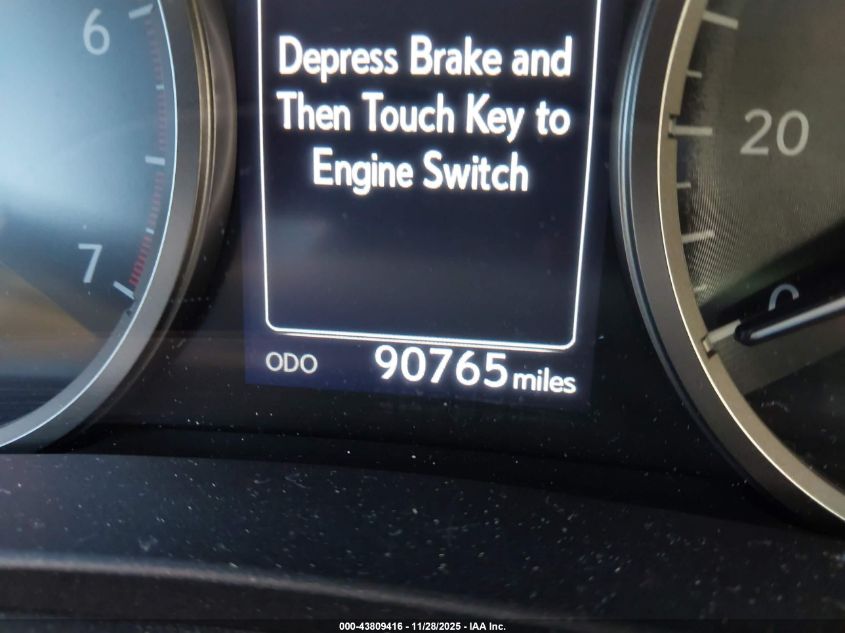 6
Depress Brake and
Then Touch Key to
Engine Switch
20
7
0
ODO 90765 miles
000-43809416 - 11/28/2025 - IAA Inc.